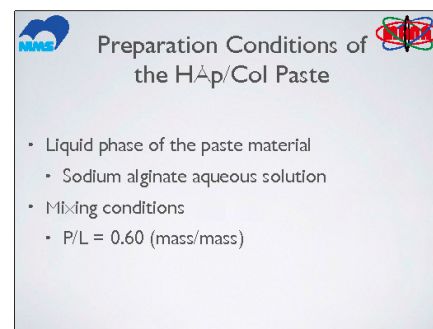 NIMS
MANA
Preparation Conditions of
the HAp/Col Paste
• Liquid phase of the paste material
• Sodium alginate aqueous solution
• Mixing conditions
• P/L = 0.60 (mass/mass)